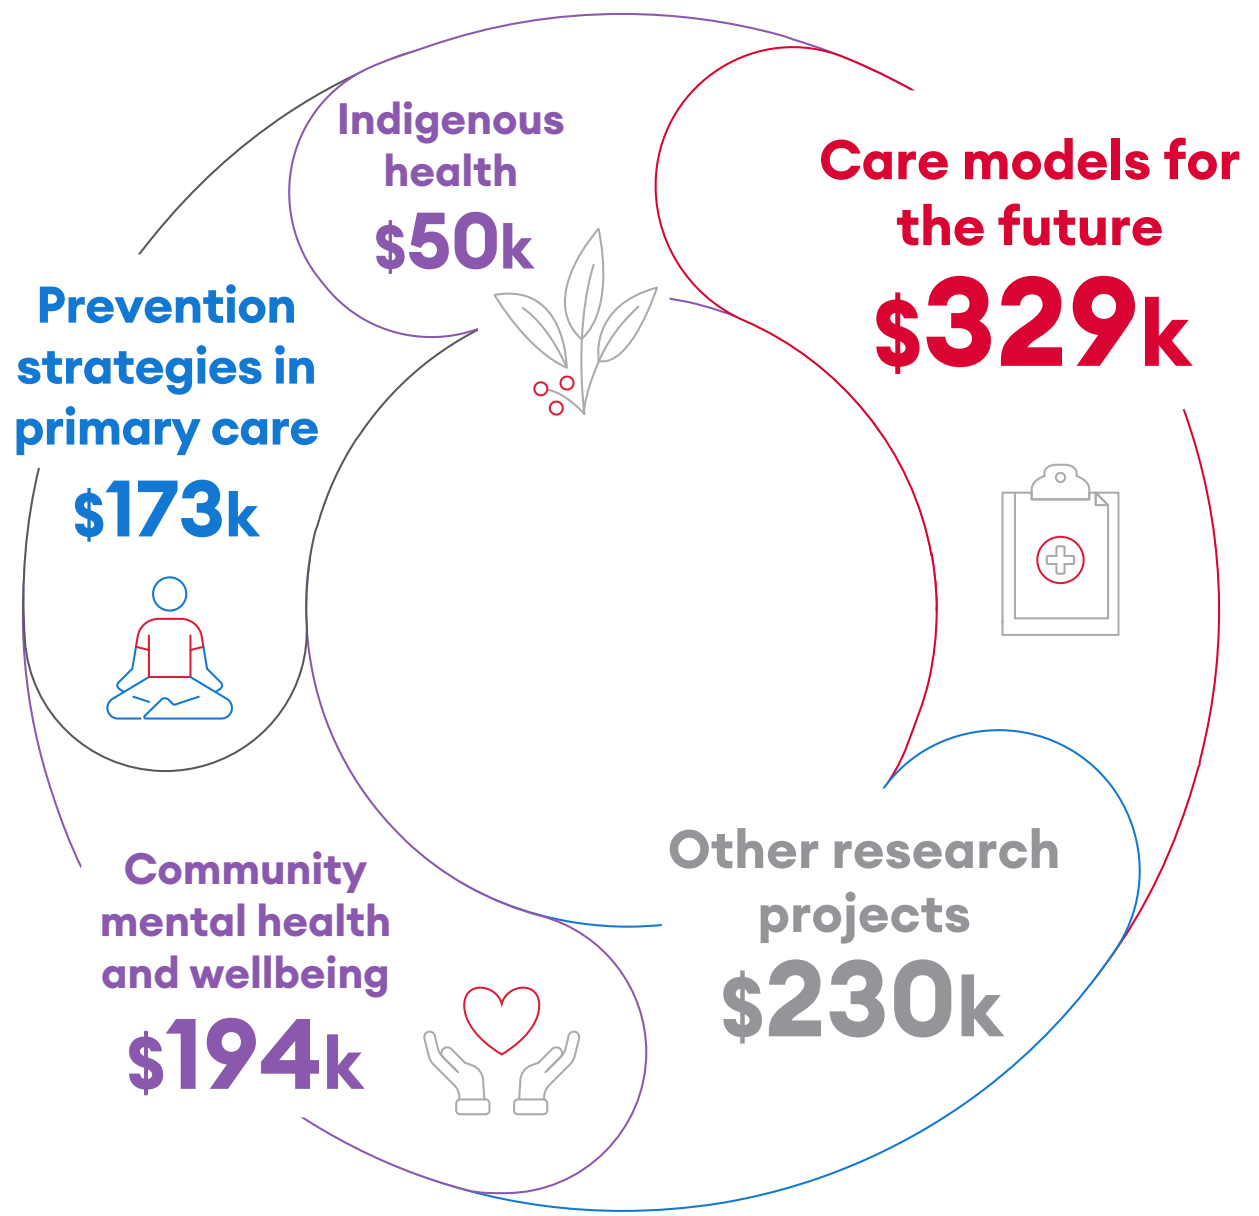 Indigenous
health
$50k
Care models for
the future
$329k
Prevention
strategies in
primary care
$173k
Community
mental health
and wellbeing
$194k
Other research
projects
$230k